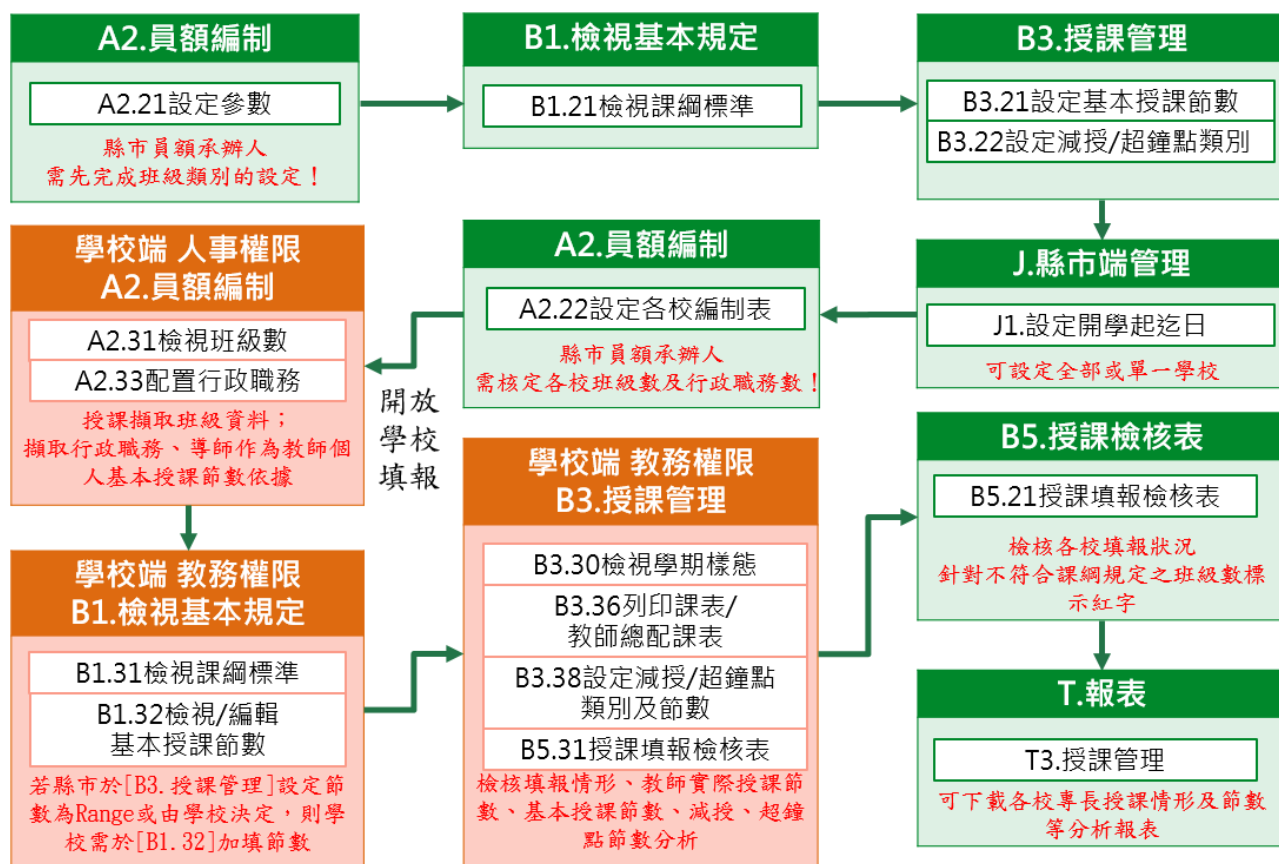 A2.員額編制
A2.21設定參數
縣市員額承辦人
需先完成班級類別的設定！
B1.檢視基本規定
B1.21檢視課綱標準
B3.授課管理
B3.21設定基本授課節數
B3.22設定減授/超鐘點類別
J.縣市端管理
J1.設定開學起迄日
可設定全部或單一學校
A2.員額編制
A2.22設定各校編制表
縣市員額承辦人
需核定各校班級數及行政職務數！
開放
學校
填報
學校端 人事權限
A2.員額編制
A2.31檢視班級數
A2.33配置行政職務
授課擷取班級資料；
擷取行政職務、導師作為教師個
人基本授課節數依據
學校端 教務權限
B1.檢視基本規定
B1.31檢視課綱標準
B1.32檢視/編輯
基本授課節數
若縣市於[B3.授課管理]設定節
數為Range或由學校決定，則學
校需於[B1.32]加填節數
學校端 教務權限
B3.授課管理
B3.30檢視學期樣態
B3.36列印課表/
教師總配課表
B3.38設定減授/超鐘點
類別及節數
B5.31授課填報檢核表
檢核填報情形、教師實際授課節
數、基本授課節數、減授、超鐘
點節數分析
B5.授課檢核表
B5.21授課填報檢核表
檢核各校填報狀況
針對不符合課綱規定之班級數標
示紅字
T.報表
T3.授課管理
可下載各校專長授課情形及節數
等分析報表